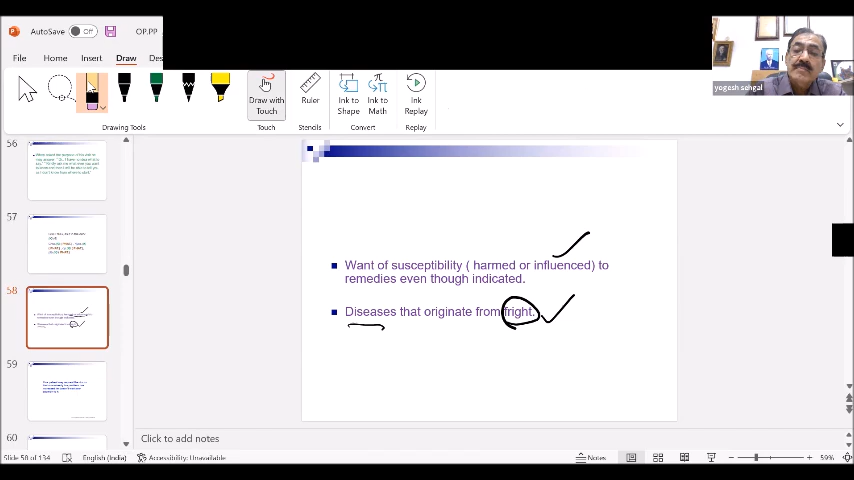 AutoSave Off OP.PP
File Home Insert Draw Des
Draw with Touch
Ruler
Ink to Shape
Ink to Math
Ink Replay
Drawing Tools Touch Stencils Convert Replay
yogesh sehgal
56
57
58
59
60
Want of susceptibility ( harmed or influenced) to
remedies even though indicated.
Diseases that originate from fright.
Click to add notes
Slide 58 of 134 English (India) Accessibility: Unavailable Notes 59%